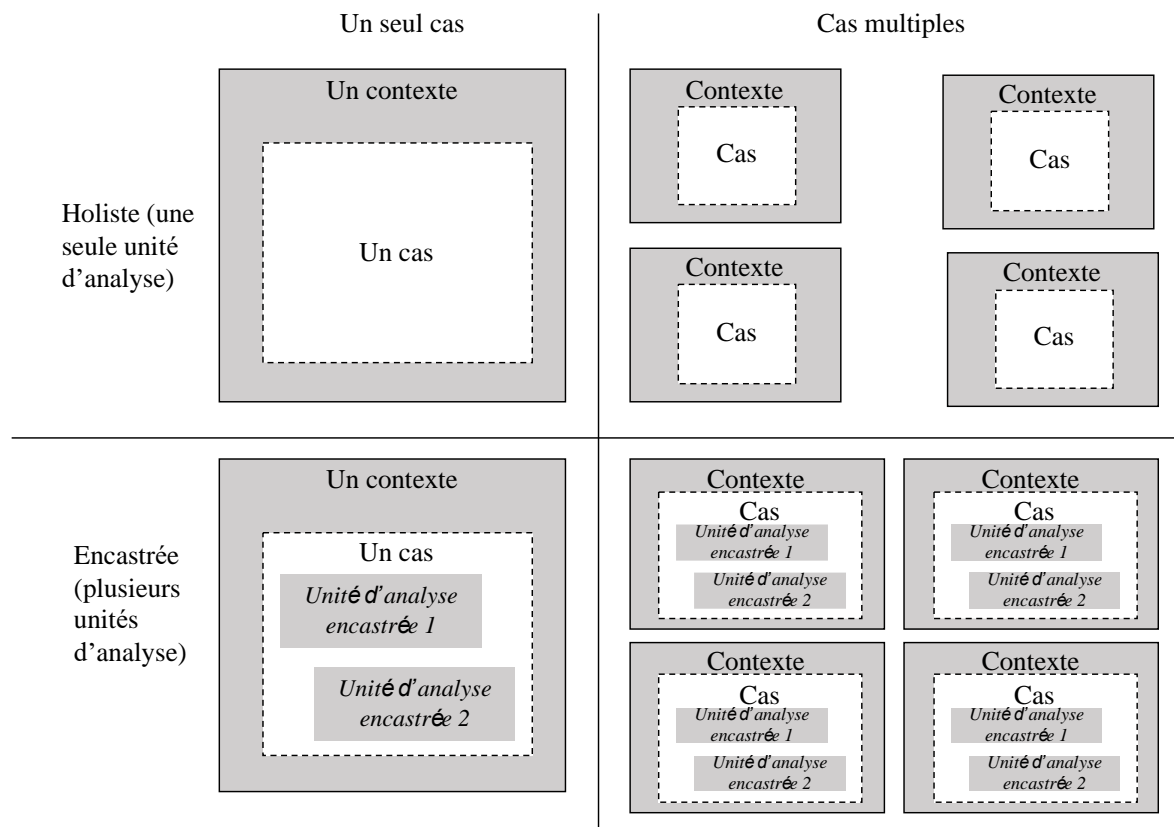 Un seul cas
Cas multiples
Holiste (une
seule unité
d’analyse)
Un contexte
Un cas
Contexte
Cas
Contexte
Cas
Contexte
Cas
Contexte
Cas
Encastrée
(plusieurs
unités
d’analyse)
Un contexte
Un cas
Unité d’analyse
encastrée 1
Unité d’analyse
encastrée 2
Contexte
Cas
Unité d’analyse
encastrée 1
Unité d’analyse
encastrée 2
Contexte
Cas
Unité d’analyse
encastrée 1
Unité d’analyse
encastrée 2
Contexte
Cas
Unité d’analyse
encastrée 1
Unité d’analyse
encastrée 2
Contexte
Cas
Unité d’analyse
encastrée 1
Unité d’analyse
encastrée 2